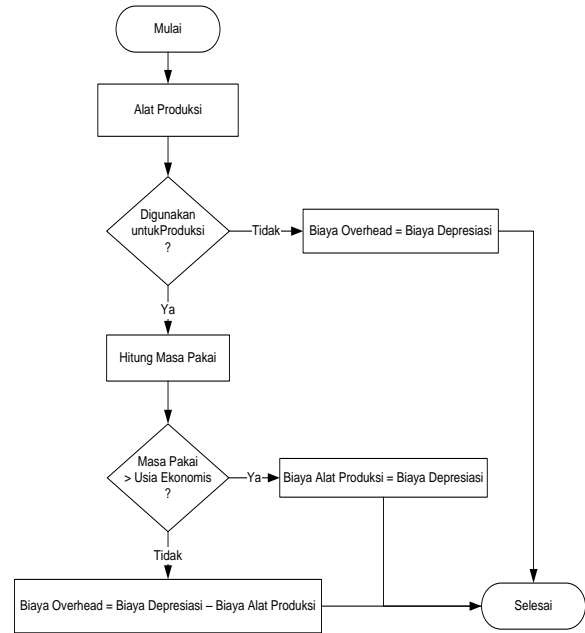 Mulai
Alat Produksi
Digunakan
untukProduksi
?
Tidak
Biaya Overhead = Biaya Depresiasi
Ya
Hitung Masa Pakai
Masa Pakai
> Usia Ekonomis
?
Ya
Biaya Alat Produksi = Biaya Depresiasi
Tidak
Biaya Overhead = Biaya Depresiasi – Biaya Alat Produksi
Selesai